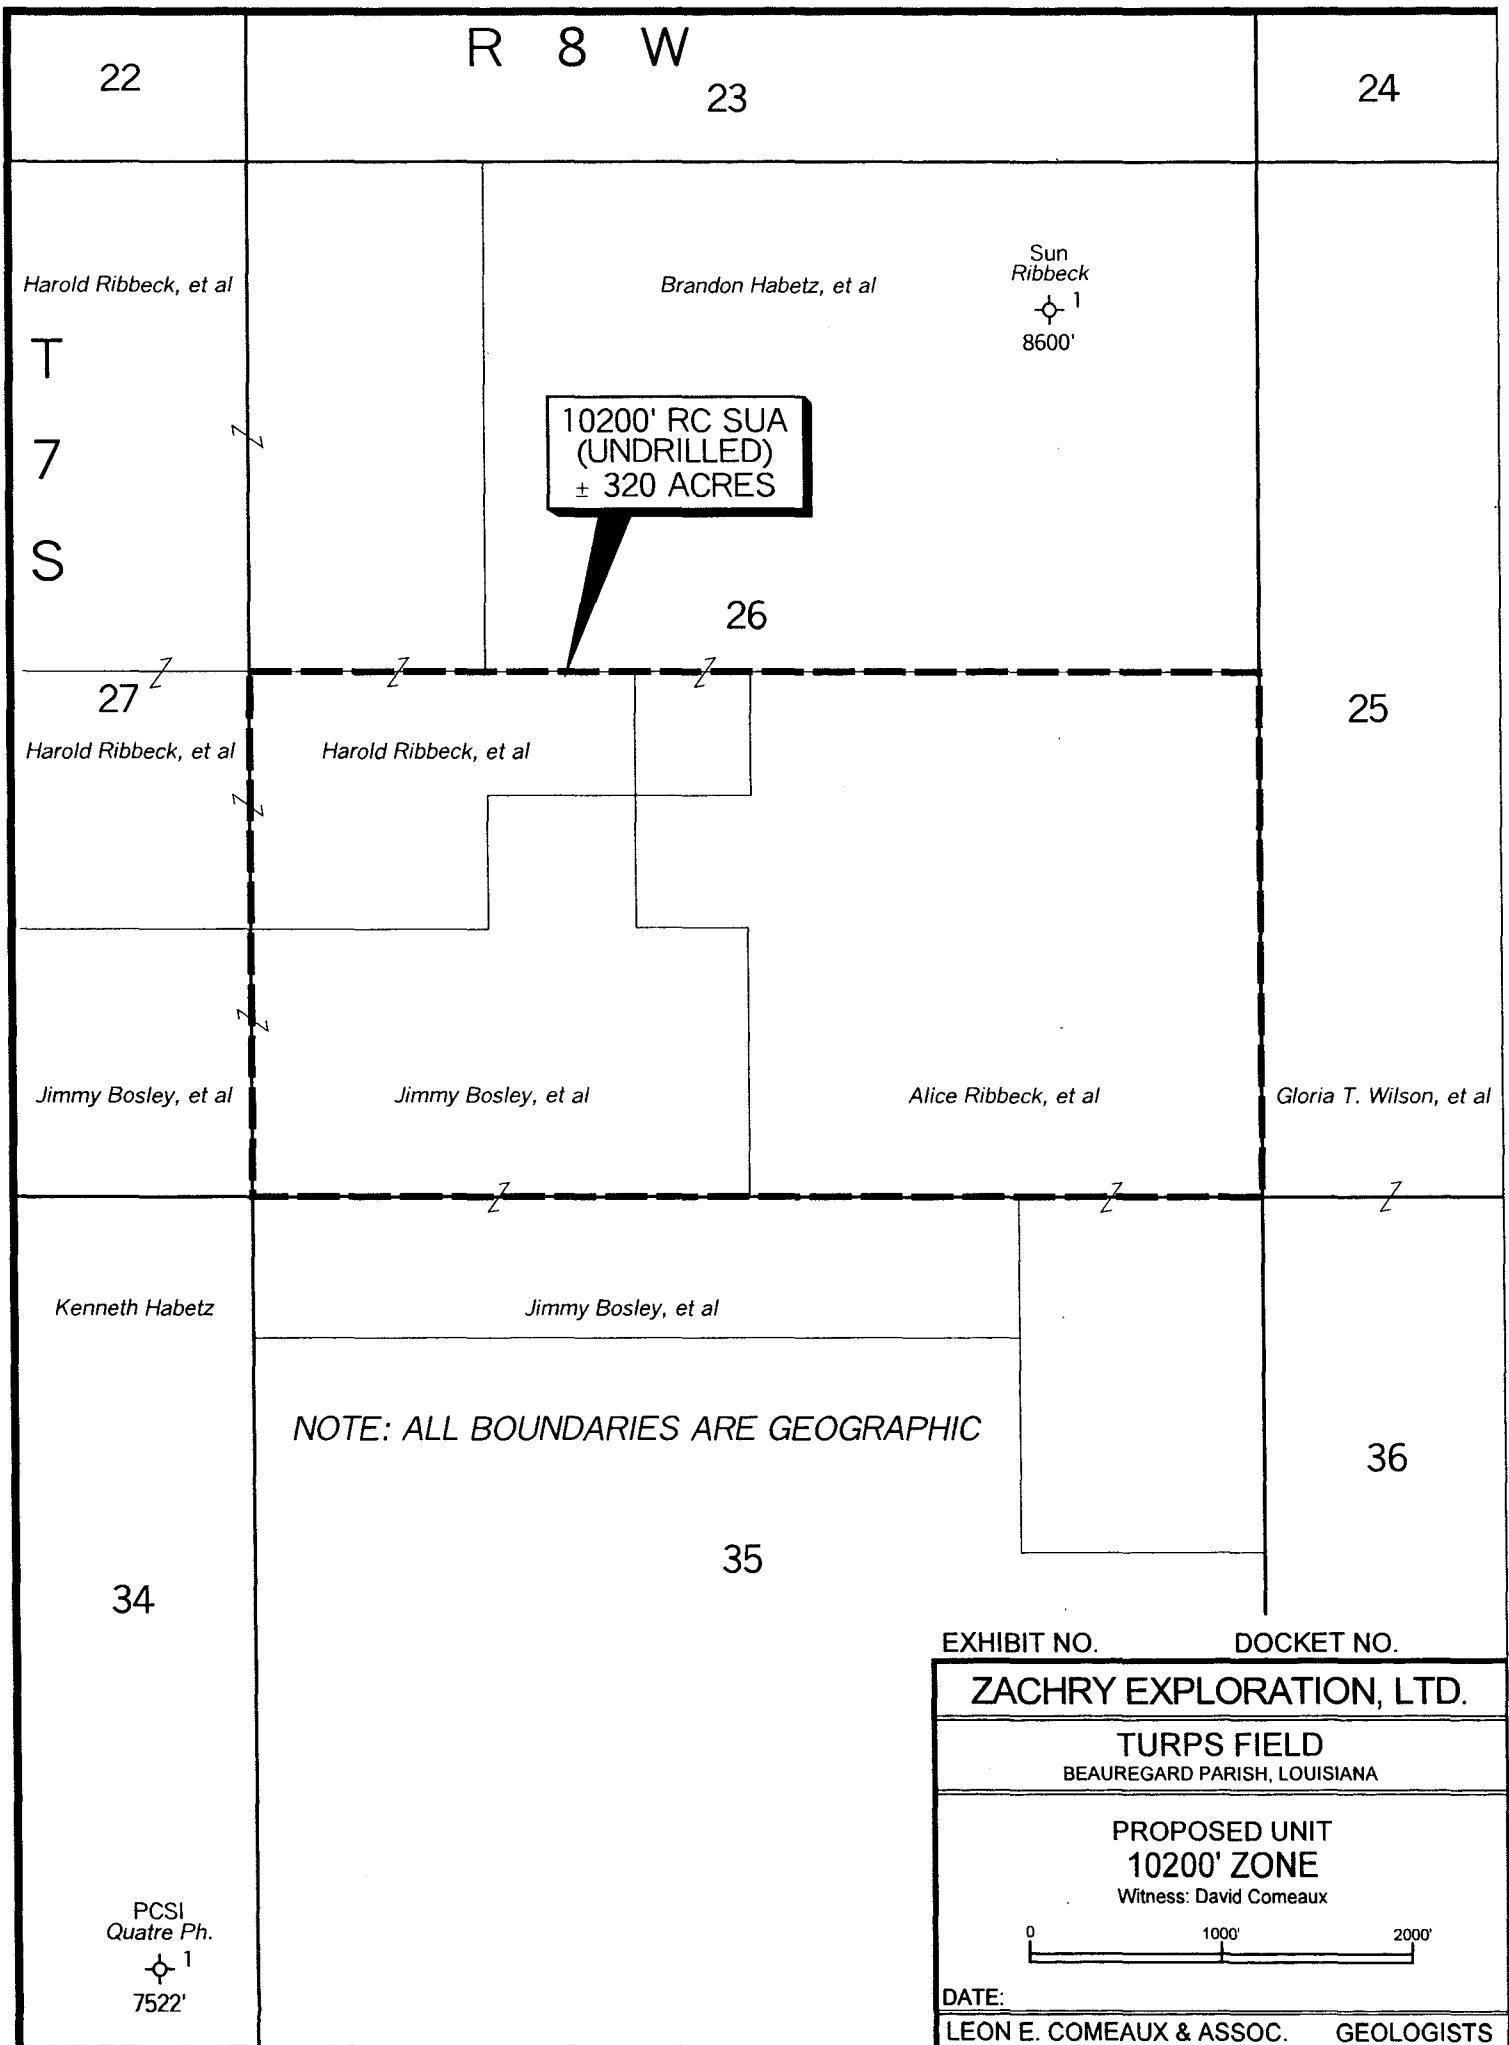 R 8 W
22
23
24
Harold Ribbeck, et al
Brandon Habetz, et al
Sun
Ribbeck
1
8600'
T
7
S
10200' RC SUA
(UNDRILLED)
± 320 ACRES
26
27
25
Harold Ribbeck, et al
Harold Ribbeck, et al
Jimmy Bosley, et al
Jimmy Bosley, et al
Alice Ribbeck, et al
Gloria T. Wilson, et al
Kenneth Habetz
Jimmy Bosley, et al
NOTE: ALL BOUNDARIES ARE GEOGRAPHIC
36
35
34
PCSI
Quatre Ph.
1
7522'
EXHIBIT NO. DOCKET NO.
ZACHRY EXPLORATION, LTD.
TURPS FIELD
BEAUREGARD PARISH, LOUISIANA
PROPOSED UNIT
10200' ZONE
Witness: David Comeaux
0 1000' 2000'
DATE:
LEON E. COMEAUX & ASSOC. GEOLOGISTS